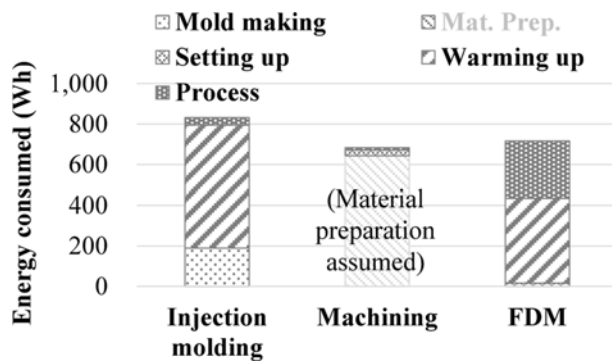 Mold making
Mat. Prep.
Setting up
Warming up
Process
Energy consumed (Wh)
1,000
800
600
400
200
0
(Material
preparation
assumed)
Injection
molding
Machining
FDM